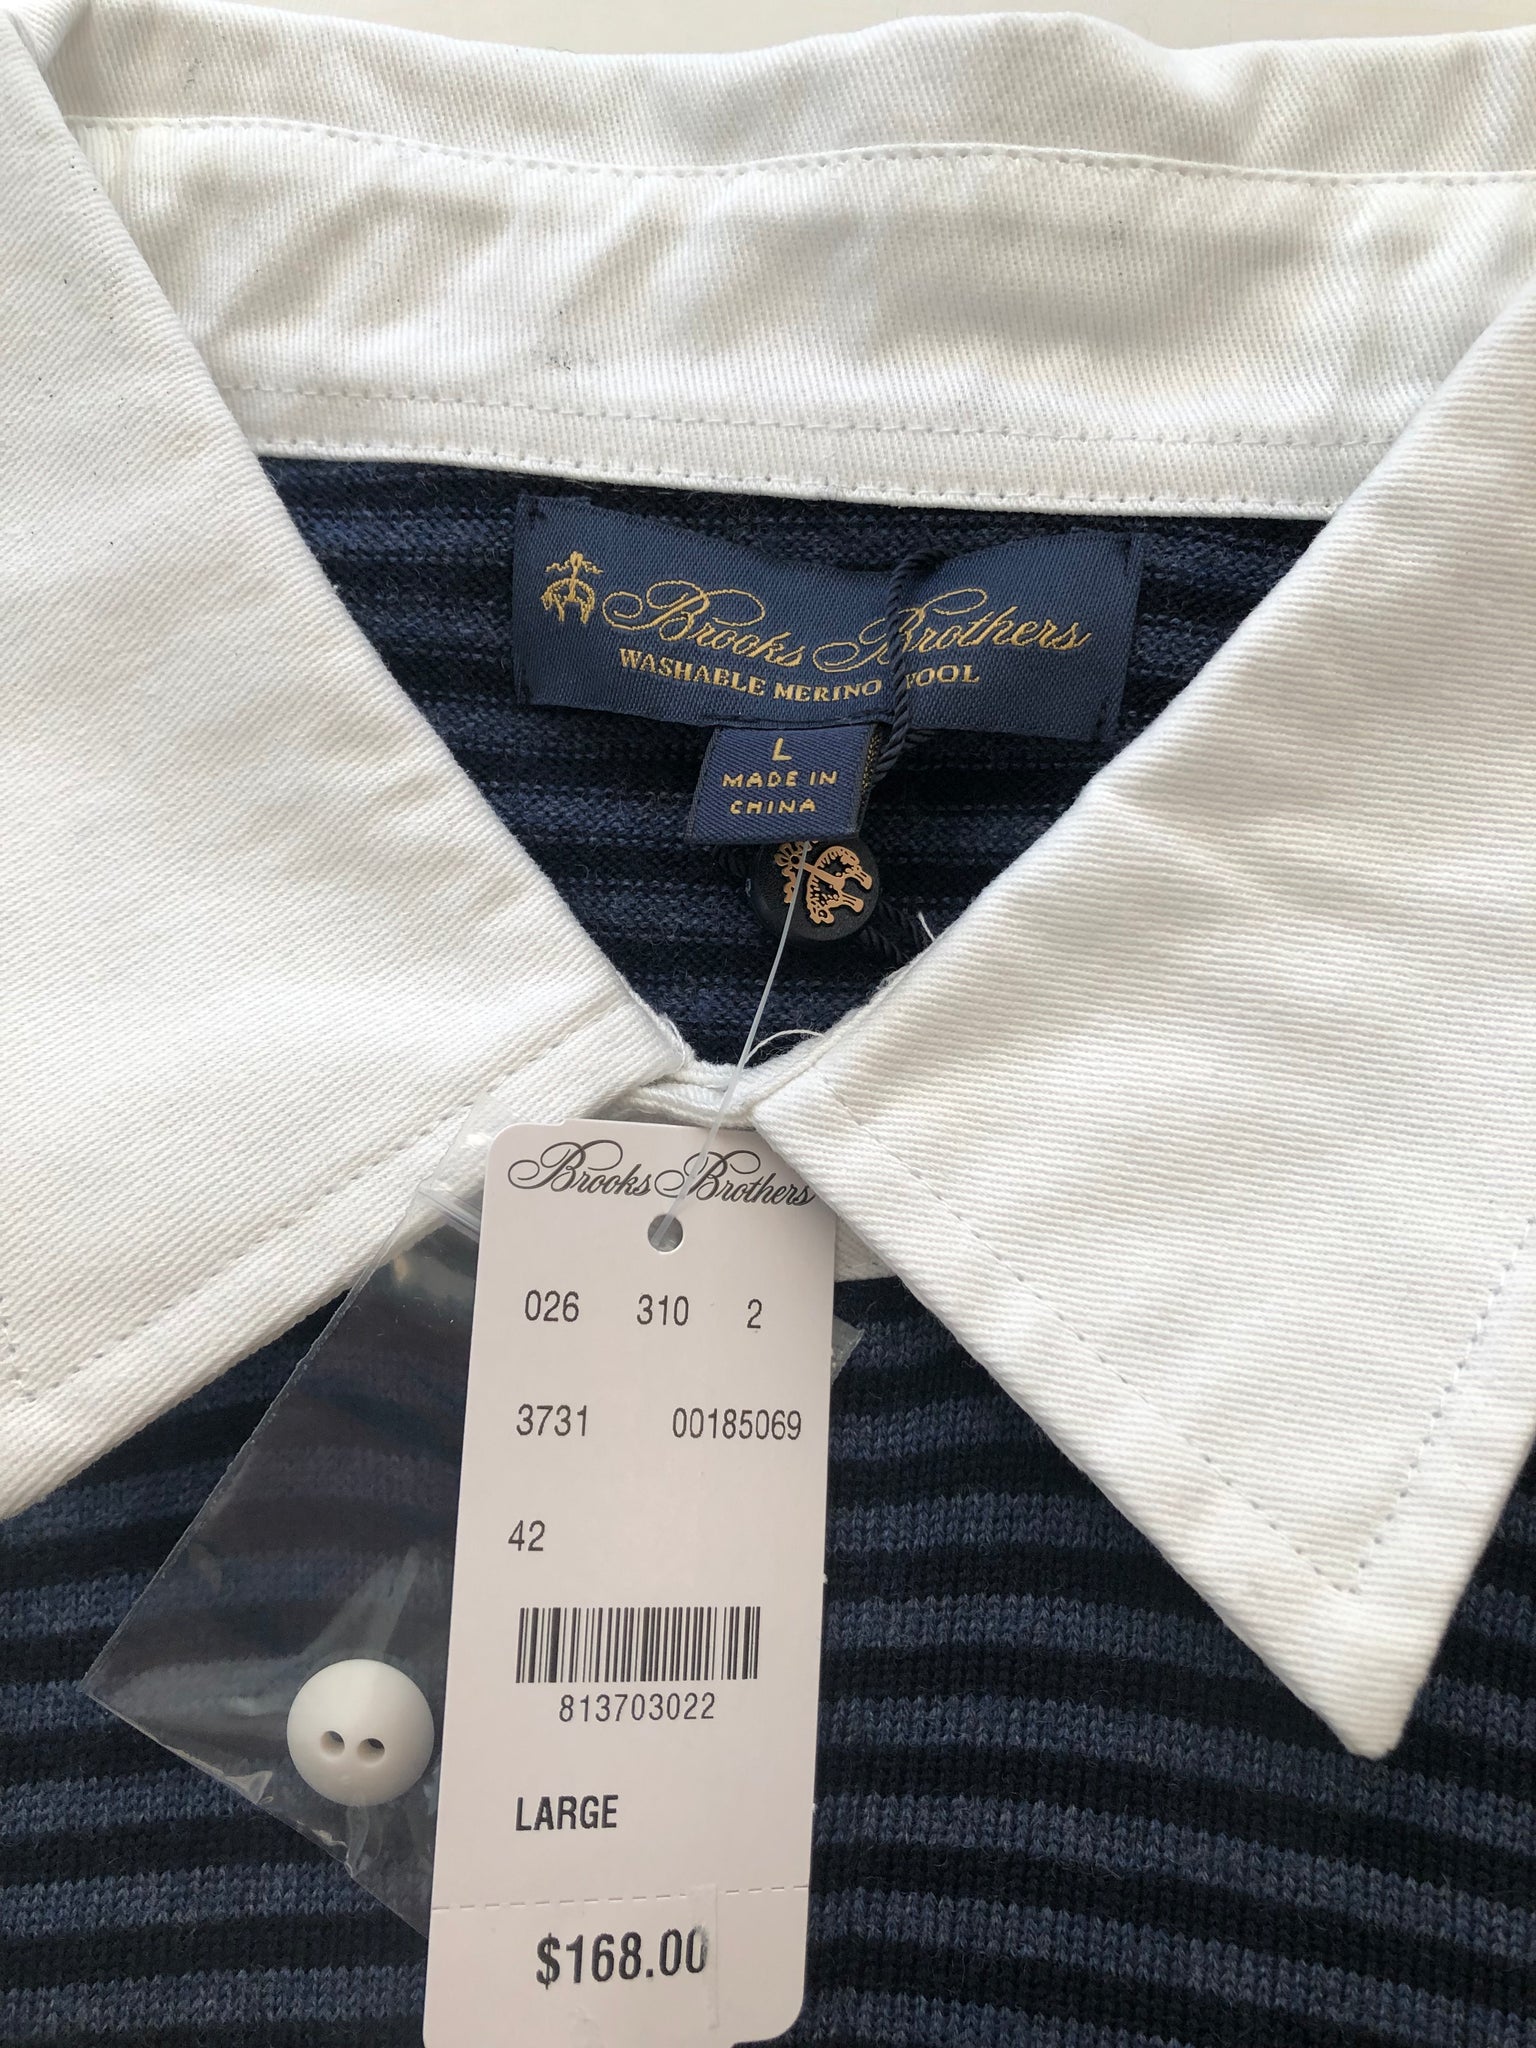 Brooks Brothers
WASHABLE MERINO WOOL
L
MADE IN
CHINA
Brooks Brothers
026 310 2
3731 00185069
42
813703022
LARGE
$168.00